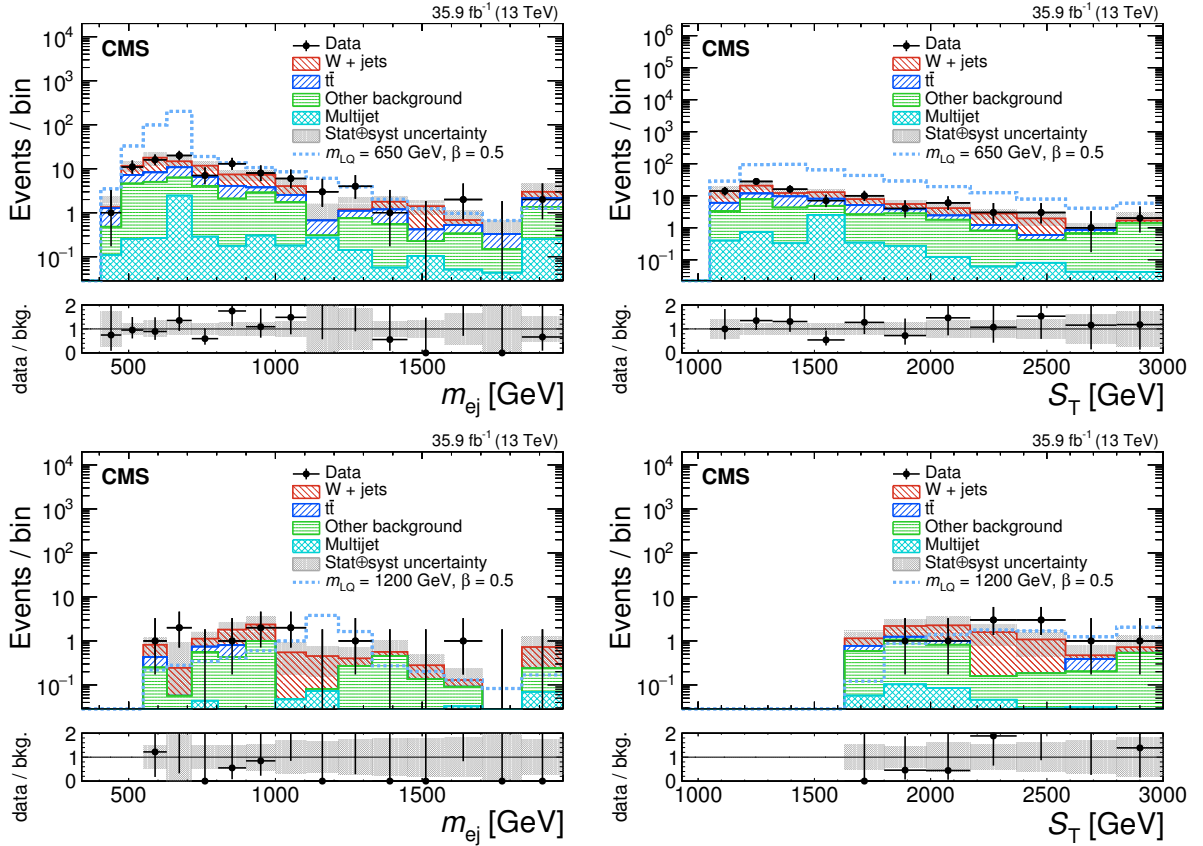 35.9 fb⁻¹ (13 TeV)
CMS
Data
W + jets
tt̄
Other background
Multijet
Stat⊕syst uncertainty
m_LQ = 650 GeV, β = 0.5
Events / bin
10⁴
10³
10²
10
1
10⁻¹
data / bkg.
2
1
0
500 1000 1500
m_ej [GeV]
35.9 fb⁻¹ (13 TeV)
CMS
Data
W + jets
tt̄
Other background
Multijet
Stat⊕syst uncertainty
m_LQ = 650 GeV, β = 0.5
Events / bin
10⁶
10⁵
10⁴
10³
10²
10
1
10⁻¹
data / bkg.
2
1
0
1000 1500 2000 2500 3000
S_T [GeV]
35.9 fb⁻¹ (13 TeV)
CMS
Data
W + jets
tt̄
Other background
Multijet
Stat⊕syst uncertainty
m_LQ = 1200 GeV, β = 0.5
Events / bin
10⁴
10³
10²
10
1
10⁻¹
data / bkg.
2
1
0
500 1000 1500
m_ej [GeV]
35.9 fb⁻¹ (13 TeV)
CMS
Data
W + jets
tt̄
Other background
Multijet
Stat⊕syst uncertainty
m_LQ = 1200 GeV, β = 0.5
Events / bin
10⁴
10³
10²
10
1
10⁻¹
data / bkg.
2
1
0
1000 1500 2000 2500 3000
S_T [GeV]